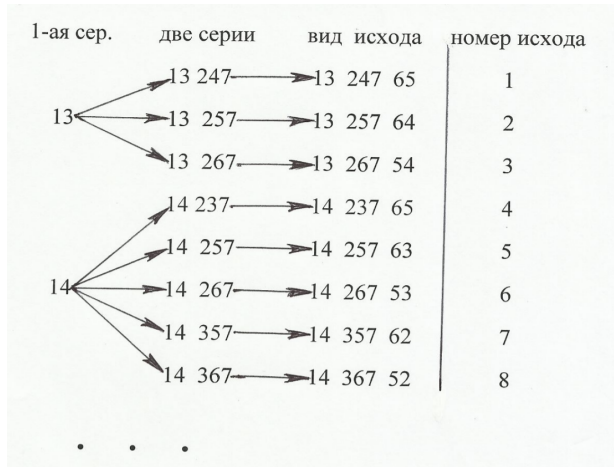 1-ая сер. две серии вид исхода номер исхода
13 247 13 247 65 1
13 13 257 13 257 64 2
13 267 13 267 54 3
14 237 14 237 65 4
14 257 14 257 63 5
14 14 267 14 267 53 6
14 357 14 357 62 7
14 367 14 367 52 8
. . .